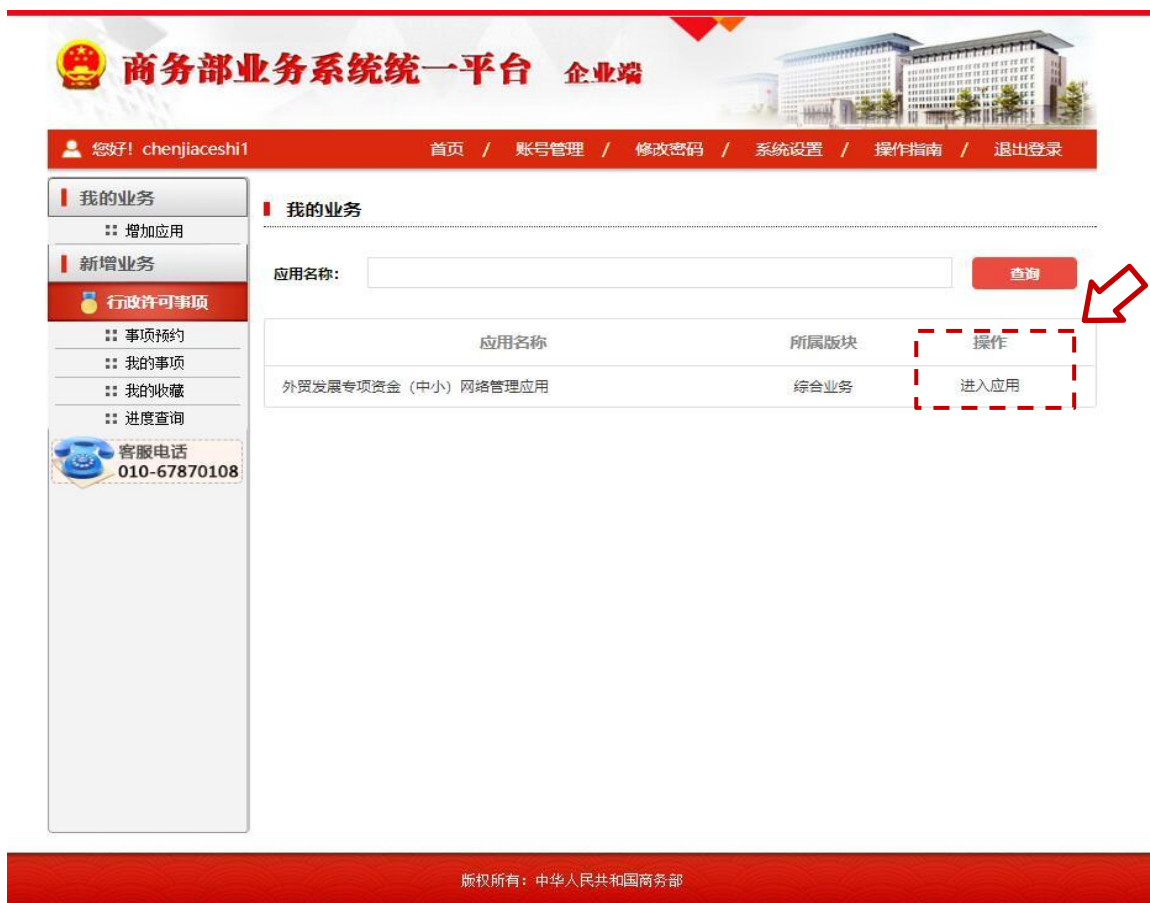 商务部业务系统统一平台 企业端
您好! chenjiaceshi1
首页 / 账号管理 / 修改密码 / 系统设置 / 操作指南 / 退出登录
我的业务
增加应用
新增业务
行政许可事项
事项预约
我的事项
我的收藏
进度查询
客服电话
010-67870108
我的业务
应用名称:
查询
应用名称 所属版块 操作
外贸发展专项资金（中小）网络管理应用 综合业务 进入应用
版权所有：中华人民共和国商务部